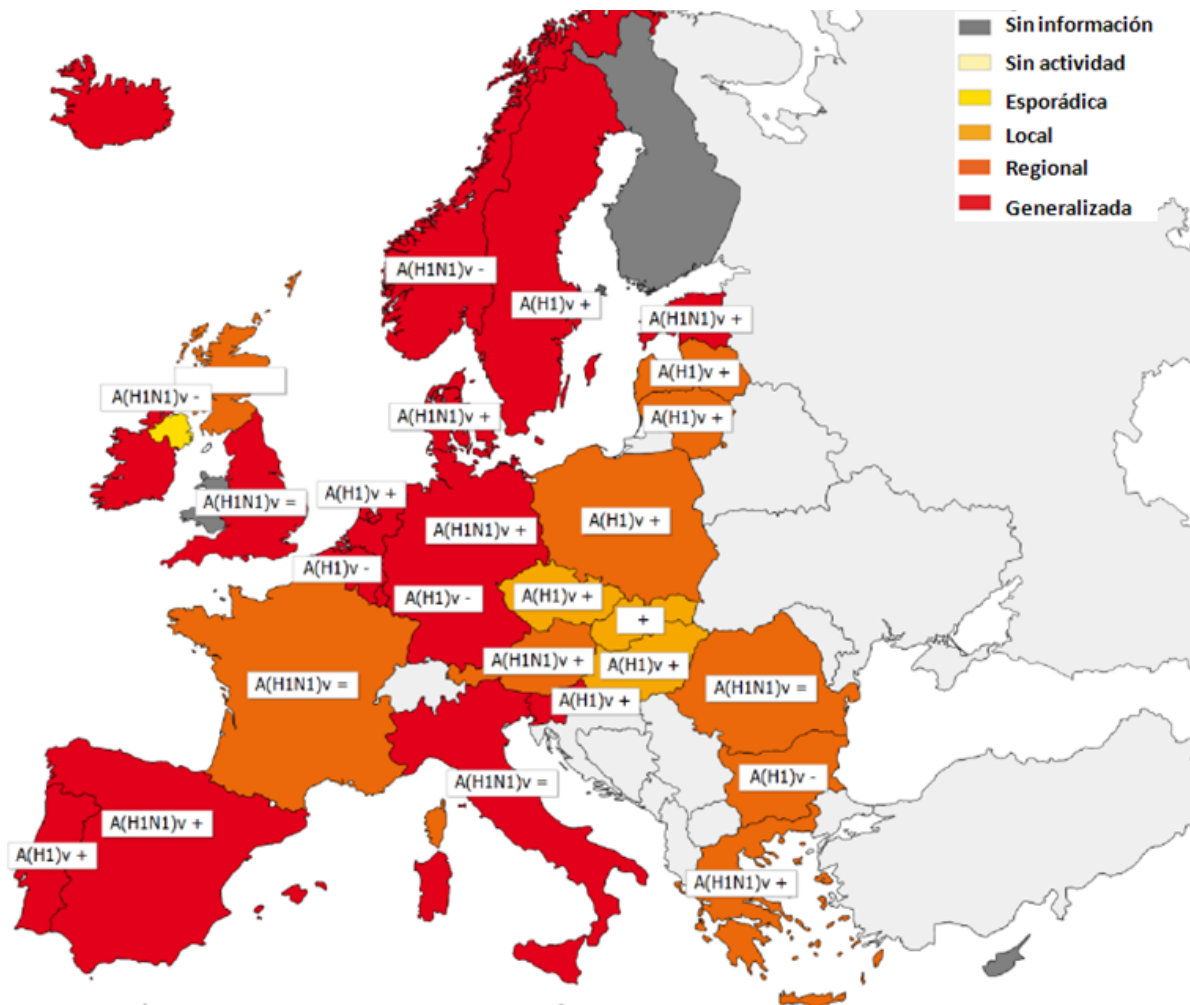 Sin información
Sin actividad
Esporádica
Local
Regional
Generalizada
A(H1N1)v -
A(H1)v +
A(H1N1)v +
A(H1)v +
A(H1N1)v -
A(H1)v +
A(H1N1)v +
A(H1)v +
A(H1N1)v =
A(H1)v +
A(H1N1)v +
A(H1)v -
A(H1)v -
A(H1)v +
+
A(H1N1)v +
A(H1)v +
A(H1N1)v =
A(H1N1)v =
A(H1)v +
A(H1N1)v =
A(H1)v -
A(H1N1)v +
A(H1)v +
A(H1N1)v +